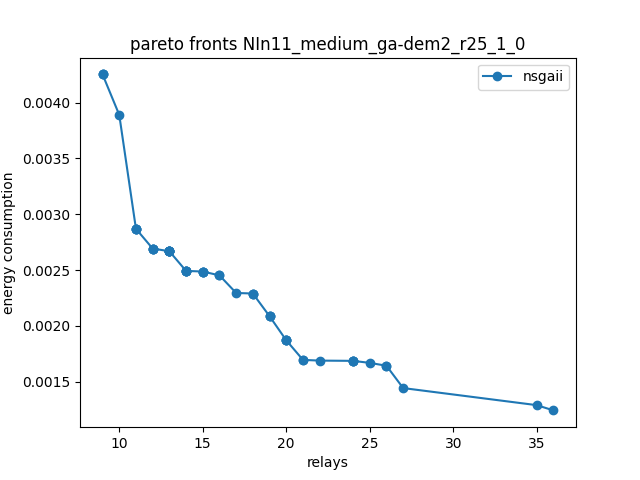 pareto fronts NIn11_medium_ga-dem2_r25_1_0
nsgaii
energy consumption
0.0040
0.0035
0.0030
0.0025
0.0020
0.0015
10 15 20 25 30 35
relays